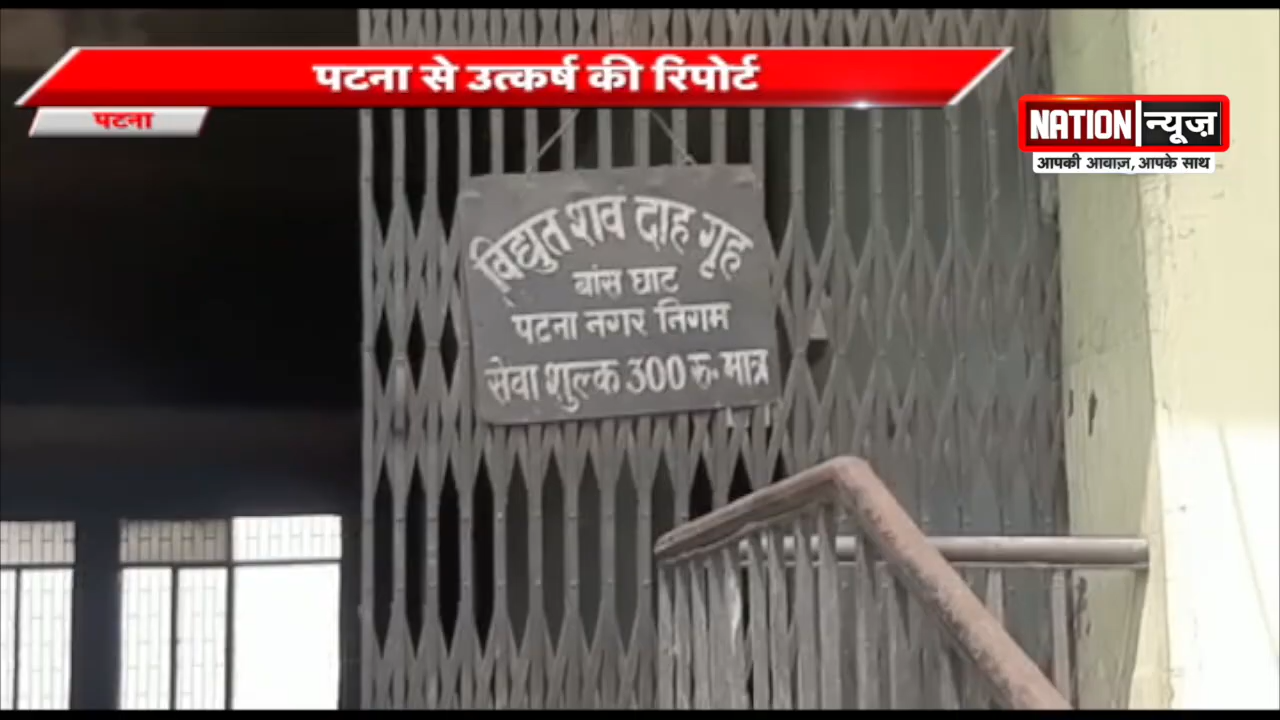 पटना से उत्कर्ष की रिपोर्ट
पटना
NATION न्यूज़
आपकी आवाज़, आपके साथ
विद्युत शव दाह गृह
बांस घाट
पटना नगर निगम
सेवा शुल्क 300 रु. मात्र